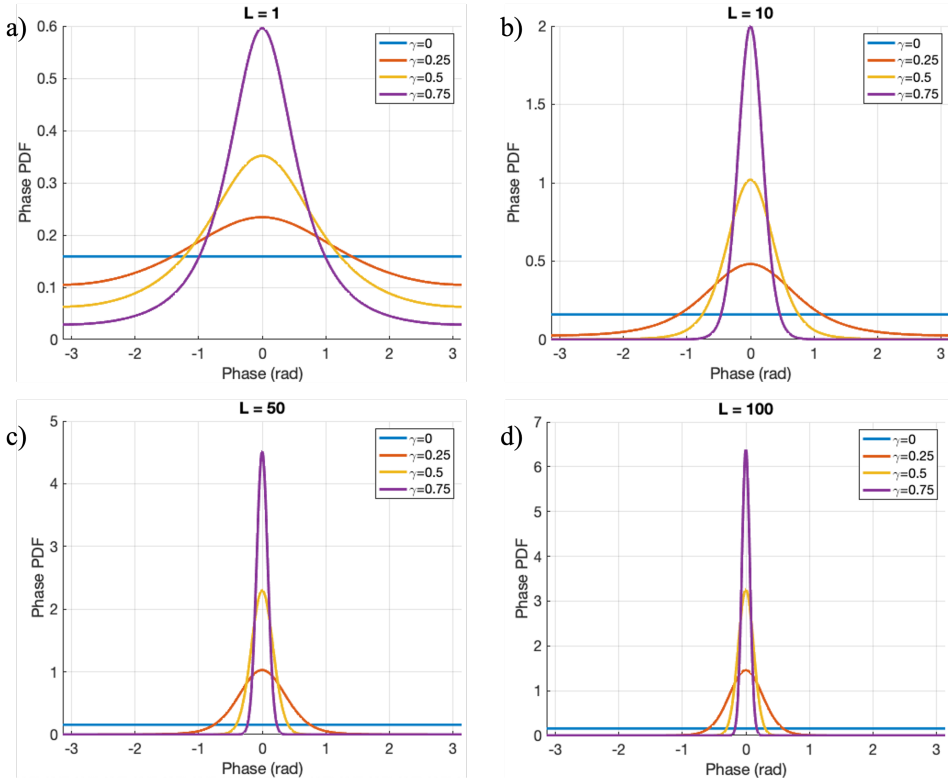 a)
L = 1
Phase PDF
0.6
0.5
0.4
0.3
0.2
0.1
0
γ=0
γ=0.25
γ=0.5
γ=0.75
-3 -2 -1 0 1 2 3
Phase (rad)
b)
L = 10
Phase PDF
2
1.5
1
0.5
0
γ=0
γ=0.25
γ=0.5
γ=0.75
-3 -2 -1 0 1 2 3
Phase (rad)
c)
L = 50
Phase PDF
5
4
3
2
1
0
γ=0
γ=0.25
γ=0.5
γ=0.75
-3 -2 -1 0 1 2 3
Phase (rad)
d)
L = 100
Phase PDF
7
6
5
4
3
2
1
0
γ=0
γ=0.25
γ=0.5
γ=0.75
-3 -2 -1 0 1 2 3
Phase (rad)